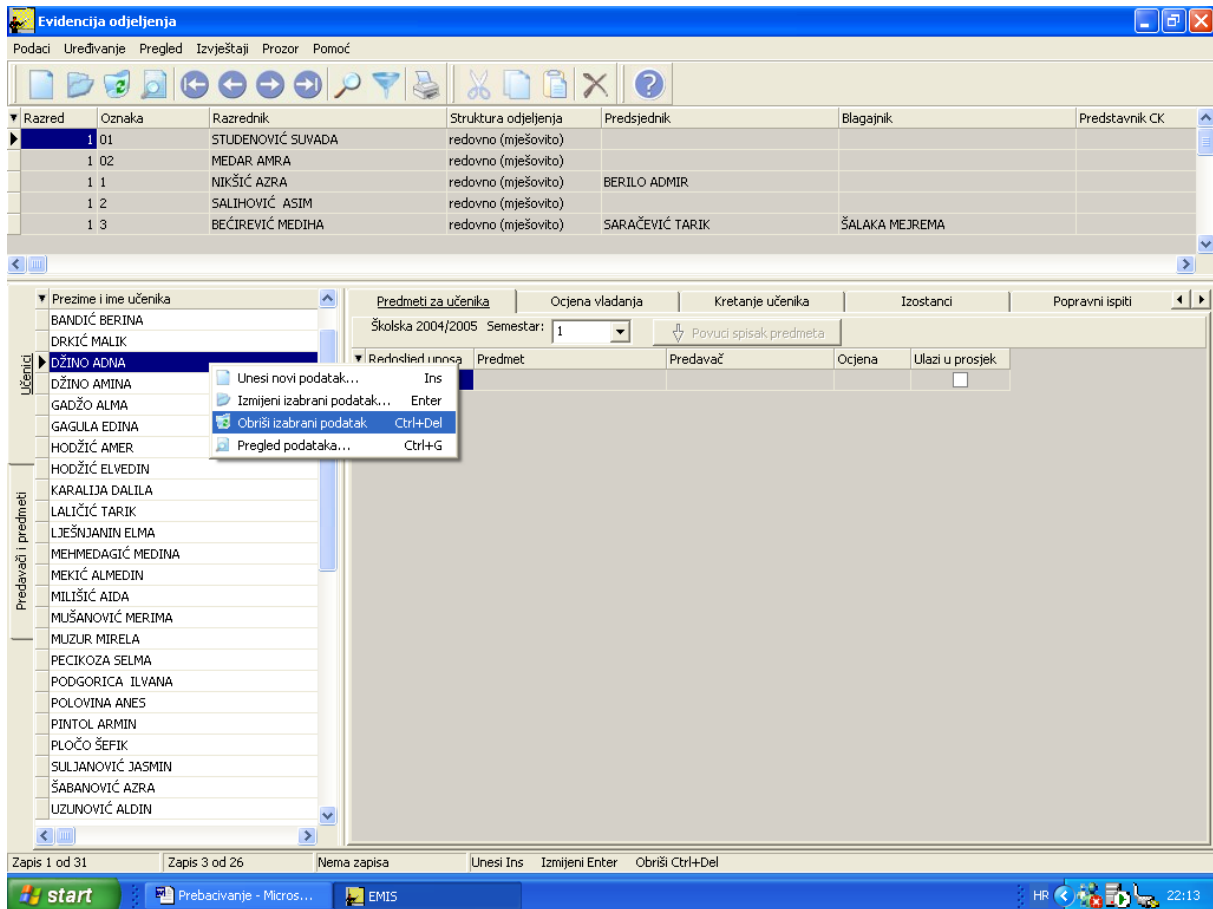 Evidencija odjeljenja
Podaci Uređivanje Pregled Izvještaji Prozor Pomoć
Razred Oznaka Razrednik Struktura odjeljenja Predsjednik Blagajnik Predstavnik CK
1 01 STUDENOVIĆ SUVADA redovno (mješovito)
1 02 MEDAR AMRA redovno (mješovito)
1 1 NIKŠIĆ AZRA redovno (mješovito) BERILO ADMIR
1 2 SALIHOVIĆ ASIM redovno (mješovito)
1 3 BEĆIREVIĆ MEDIHA redovno (mješovito) SARAČEVIĆ TARIK ŠALAKA MEJREMA
Učenici
Predavači i predmeti
Prezime i ime učenika
BANDIĆ BERINA
DRKIĆ MALIK
DŽINO ADNA
DŽINO AMINA
GADŽO ALMA
GAGULA EDINA
HODŽIĆ AMER
HODŽIĆ ELVEDIN
KARALIJA DALILA
LALIČIĆ TARIK
LJEŠNJANIN ELMA
MEHMEDAGIĆ MEDINA
MEKIĆ ALMEDIN
MILIŠIĆ AIDA
MUŠANOVIĆ MERIMA
MUZUR MIRELA
PECIKOZA SELMA
PODGORICA ILVANA
POLOVINA ANES
PINTOL ARMIN
PLOČO ŠEFIK
SULJANOVIĆ JASMIN
ŠABANOVIĆ AZRA
UZUNOVIĆ ALDIN
Unesi novi podatak... Ins
Izmijeni izabrani podatak... Enter
Obriši izabrani podatak Ctrl+Del
Pregled podataka... Ctrl+G
Predmeti za učenika Ocjena vladanja Kretanje učenika Izostanci Popravni ispiti
Školska 2004/2005 Semestar: 1 Povuci spisak predmeta
Redoslied unosa Predmet Predavač Ocjena Ulazi u prosjek
Zapis 1 od 31 Zapis 3 od 26 Nema zapisa Unesi Ins Izmijeni Enter Obriši Ctrl+Del
start Prebacivanje - Micros... EMIS HR 22:13